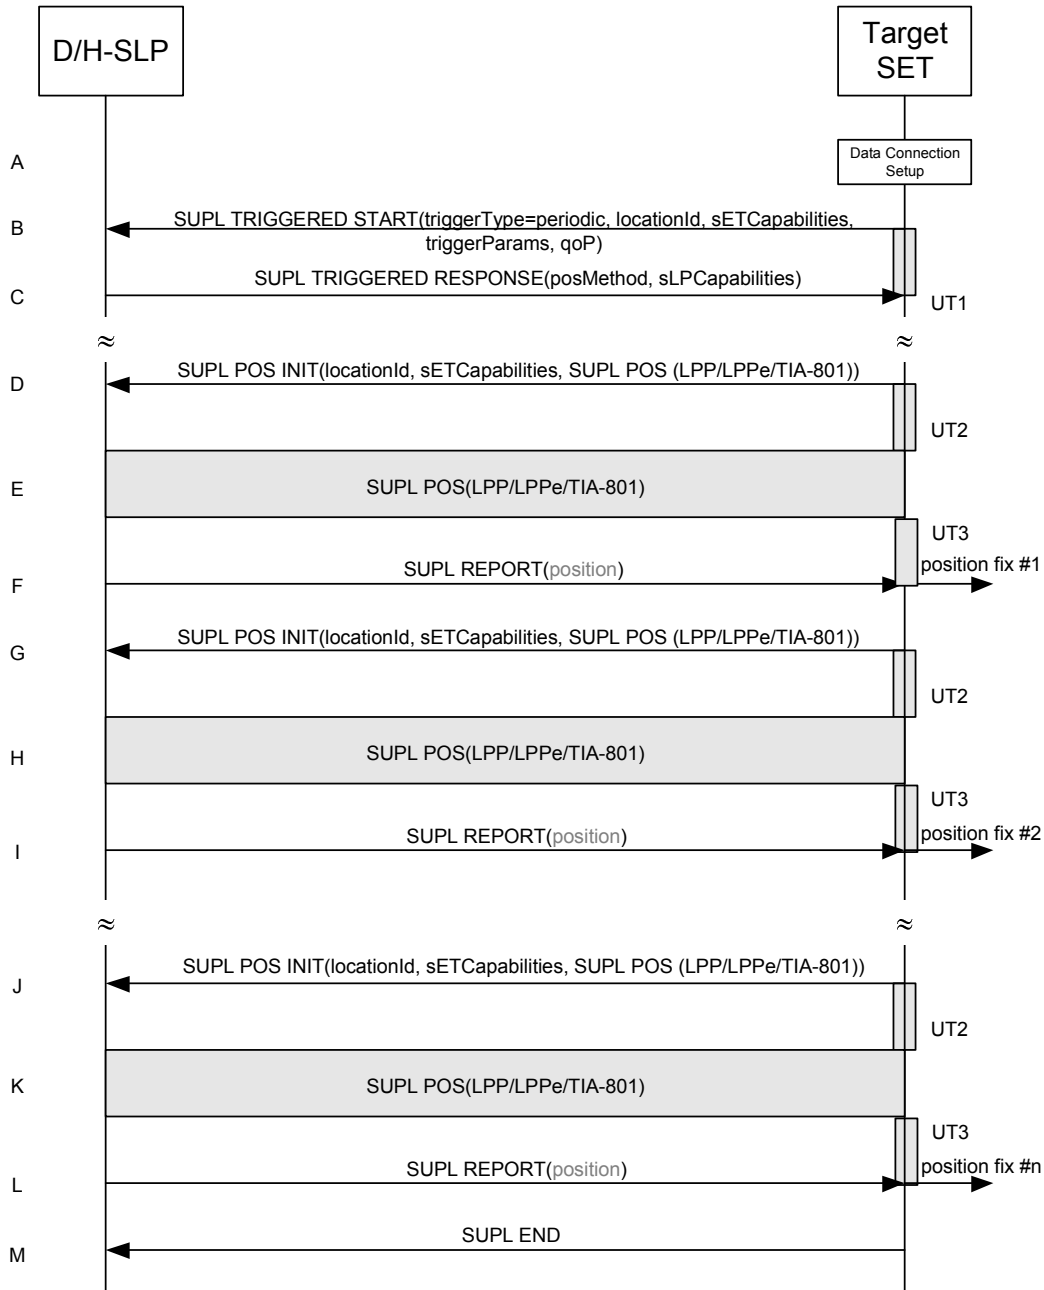 D/H-SLP
Target
SET
A
Data Connection
Setup
B
SUPL TRIGGERED START(triggerType=periodic, locationId, sETCapabilities,
triggerParams, qoP)
C
SUPL TRIGGERED RESPONSE(posMethod, sLPCapabilities)
UT1
≈
≈
D
SUPL POS INIT(locationId, sETCapabilities, SUPL POS (LPP/LPPe/TIA-801))
UT2
E
SUPL POS(LPP/LPPe/TIA-801)
UT3
F
SUPL REPORT(position)
position fix #1
G
SUPL POS INIT(locationId, sETCapabilities, SUPL POS (LPP/LPPe/TIA-801))
UT2
H
SUPL POS(LPP/LPPe/TIA-801)
UT3
I
SUPL REPORT(position)
position fix #2
≈
≈
J
SUPL POS INIT(locationId, sETCapabilities, SUPL POS (LPP/LPPe/TIA-801))
UT2
K
SUPL POS(LPP/LPPe/TIA-801)
UT3
L
SUPL REPORT(position)
position fix #n
M
SUPL END